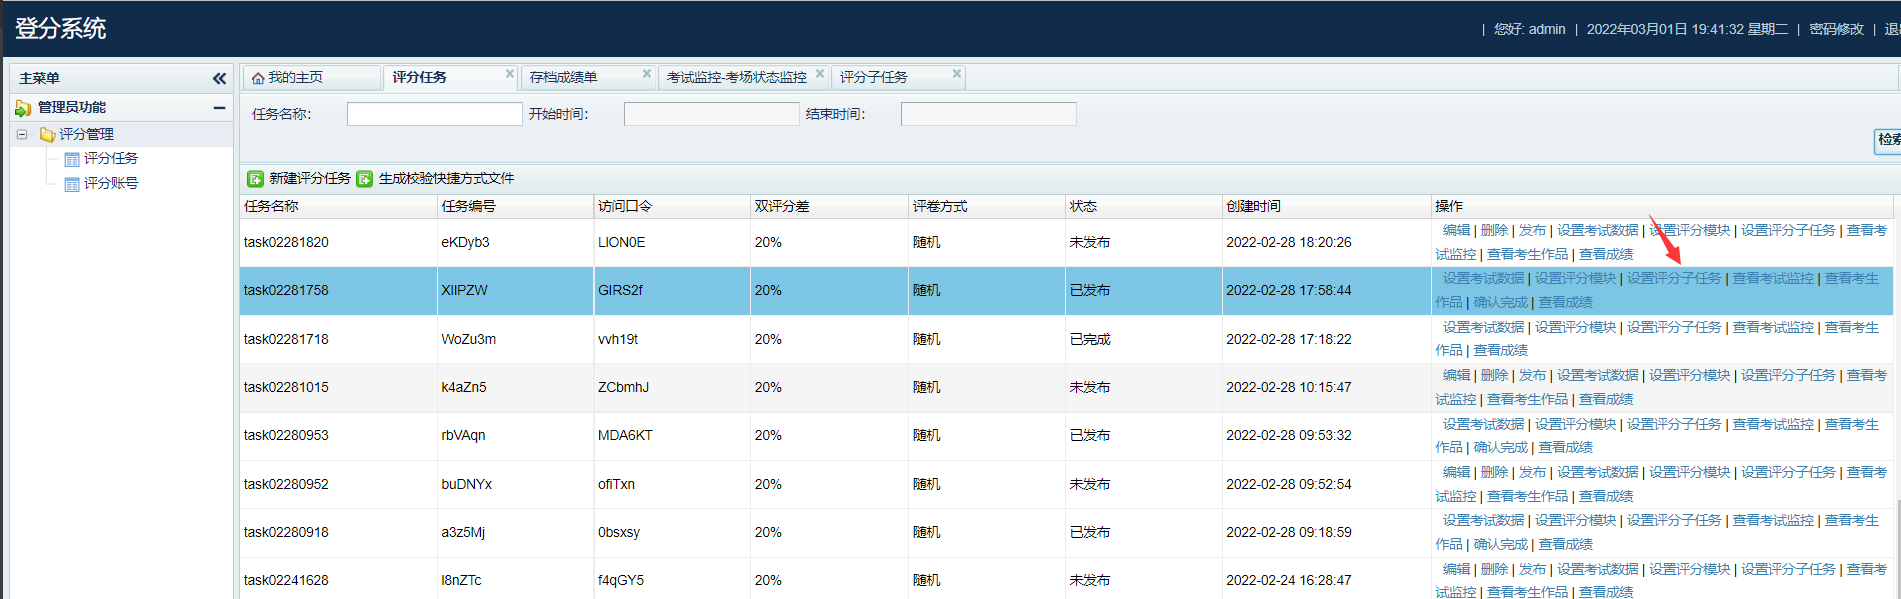 登分系统
| 您好: admin | 2022年03月01日 19:41:32 星期二 | 密码修改 |
主菜单
管理员功能
评分管理
评分任务
评分账号
我的主页 评分任务 存档成绩单 考试监控-考场状态监控 评分子任务
任务名称: 开始时间: 结束时间:
检索
新建评分任务 生成校验快捷方式文件
任务名称 任务编号 访问口令 双评分差 评卷方式 状态 创建时间 操作
task02281820 eKDyb3 LION0E 20% 随机 未发布 2022-02-28 18:20:26 编辑 | 删除 | 发布 | 设置考试数据 | 设置评分模块 | 设置评分子任务 | 查看考
试监控 | 查看考生作品 | 查看成绩
task02281758 XIIPZW GIRS2f 20% 随机 已发布 2022-02-28 17:58:44 设置考试数据 | 设置评分模块 | 设置评分子任务 | 查看考试监控 | 查看考生
作品 | 确认完成 | 查看成绩
task02281718 WoZu3m vvh19t 20% 随机 已完成 2022-02-28 17:18:22 设置考试数据 | 设置评分模块 | 设置评分子任务 | 查看考试监控 | 查看考生
作品 | 查看成绩
task02281015 k4aZn5 ZCbmhJ 20% 随机 未发布 2022-02-28 10:15:47 编辑 | 删除 | 发布 | 设置考试数据 | 设置评分模块 | 设置评分子任务 | 查看考
试监控 | 查看考生作品 | 查看成绩
task02280953 rbVAqn MDA6KT 20% 随机 已发布 2022-02-28 09:53:32 设置考试数据 | 设置评分模块 | 设置评分子任务 | 查看考试监控 | 查看考生
作品 | 确认完成 | 查看成绩
task02280952 buDNYx ofiTxn 20% 随机 未发布 2022-02-28 09:52:54 编辑 | 删除 | 发布 | 设置考试数据 | 设置评分模块 | 设置评分子任务 | 查看考
试监控 | 查看考生作品 | 查看成绩
task02280918 a3z5Mj 0bsxsy 20% 随机 已发布 2022-02-28 09:18:59 设置考试数据 | 设置评分模块 | 设置评分子任务 | 查看考试监控 | 查看考生
作品 | 确认完成 | 查看成绩
task02241628 l8nZTc f4qGY5 20% 随机 未发布 2022-02-24 16:28:47 编辑 | 删除 | 发布 | 设置考试数据 | 设置评分模块 | 设置评分子任务 | 查看考
试监控 | 查看考生作品 | 查看成绩